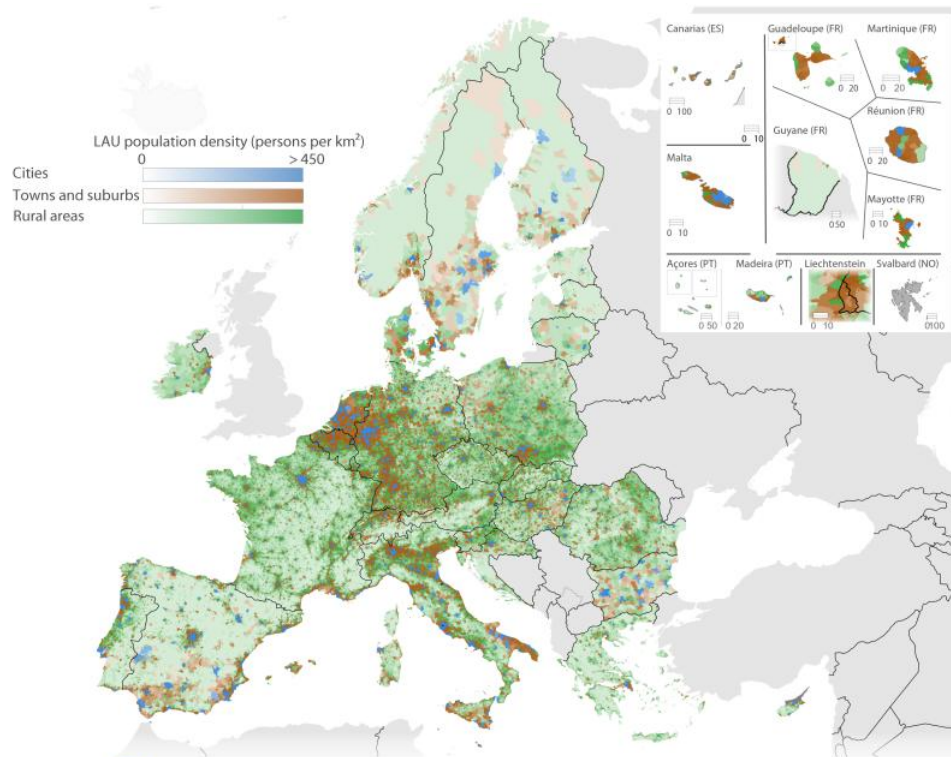 LAU population density (persons per km²)
0 > 450
Cities
Towns and suburbs
Rural areas
Canarias (ES)
0 100
0 10
Guadeloupe (FR)
0 20
Martinique (FR)
0 20
Guyane (FR)
0 50
Réunion (FR)
0 20
Malta
0 10
Mayotte (FR)
0 10
Açores (PT)
0 50
Madeira (PT)
0 20
Liechtenstein
0 10
Svalbard (NO)
0100